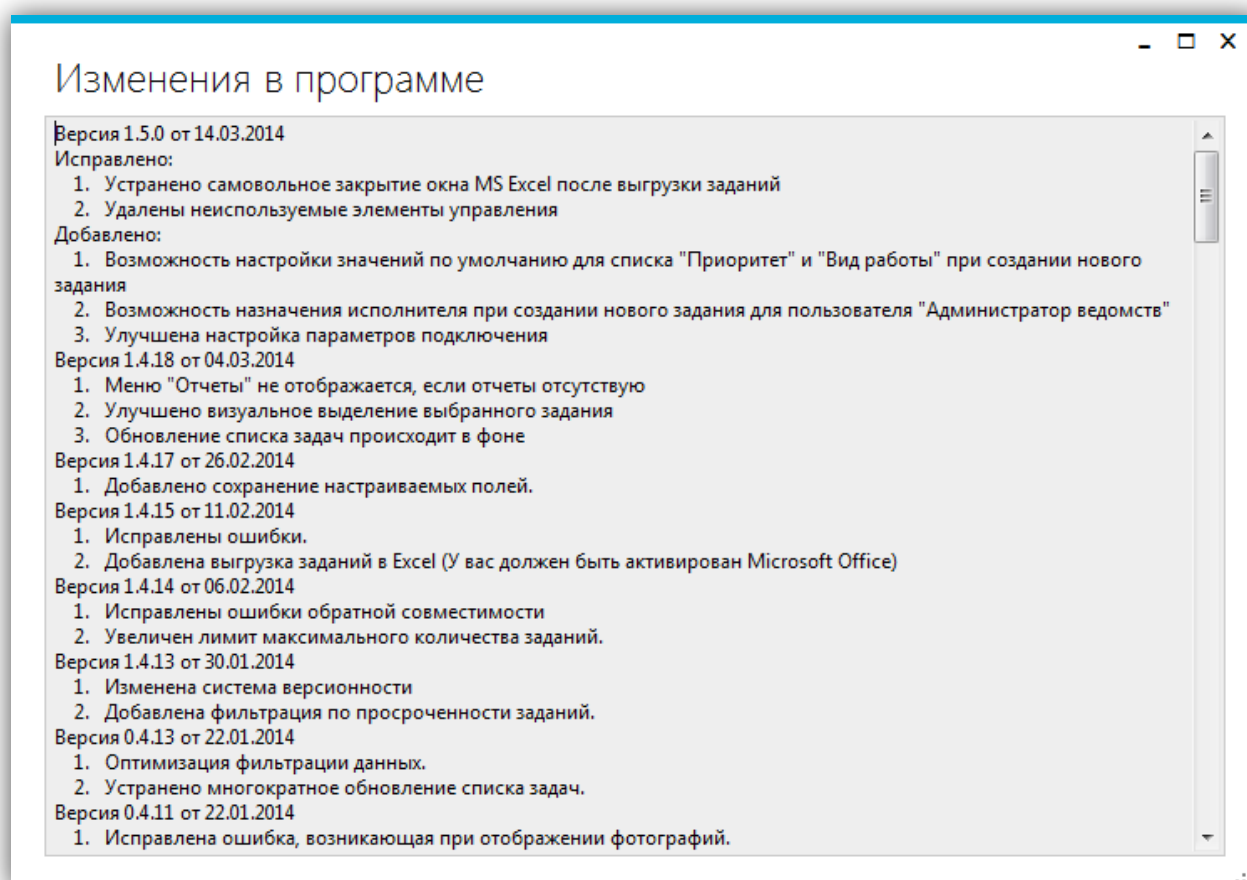 Изменения в программе
Версия 1.5.0 от 14.03.2014
Исправлено:
1. Устранено самовольное закрытие окна MS Excel после выгрузки заданий
2. Удалены неиспользуемые элементы управления
Добавлено:
1. Возможность настройки значений по умолчанию для списка "Приоритет" и "Вид работы" при создании нового
задания
2. Возможность назначения исполнителя при создании нового задания для пользователя "Администратор ведомств"
3. Улучшена настройка параметров подключения
Версия 1.4.18 от 04.03.2014
1. Меню "Отчеты" не отображается, если отчеты отсутствую
2. Улучшено визуальное выделение выбранного задания
3. Обновление списка задач происходит в фоне
Версия 1.4.17 от 26.02.2014
1. Добавлено сохранение настраиваемых полей.
Версия 1.4.15 от 11.02.2014
1. Исправлены ошибки.
2. Добавлена выгрузка заданий в Excel (У вас должен быть активирован Microsoft Office)
Версия 1.4.14 от 06.02.2014
1. Исправлены ошибки обратной совместимости
2. Увеличен лимит максимального количества заданий.
Версия 1.4.13 от 30.01.2014
1. Изменена система версионности
2. Добавлена фильтрация по просроченности заданий.
Версия 0.4.13 от 22.01.2014
1. Оптимизация фильтрации данных.
2. Устранено многократное обновление списка задач.
Версия 0.4.11 от 22.01.2014
1. Исправлена ошибка, возникающая при отображении фотографий.